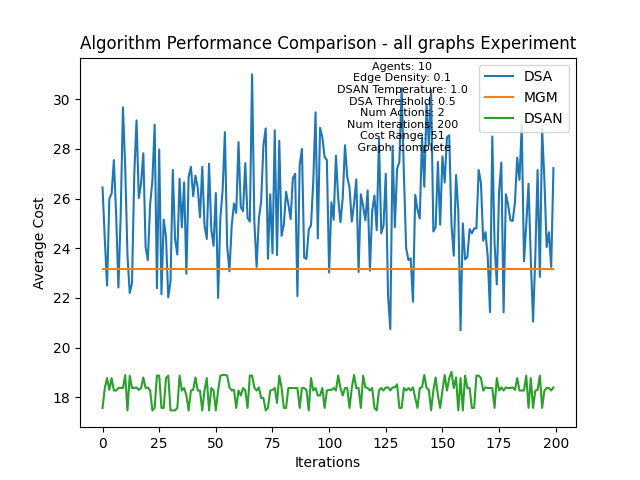 Algorithm Performance Comparison - all graphs Experiment
Agents: 10
Edge Density: 0.1
DSAN Temperature: 1.0
DSA Threshold: 0.5
Num Actions: 2
Num Iterations: 200
Cost Range: 51
Graph: complete
DSA
MGM
DSAN
Average Cost
30
28
26
24
22
20
18
0
25
50
75
100
125
150
175
200
Iterations